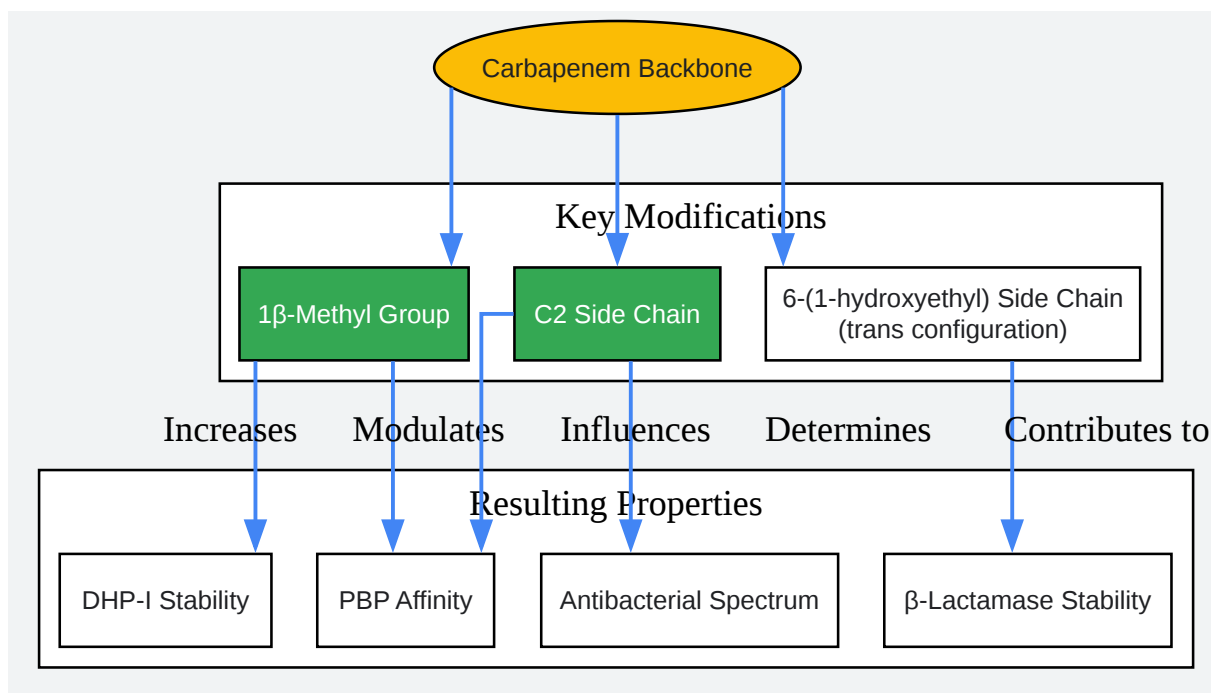 Carbapenem Backbone
Key Modifications
1β-Methyl Group
C2 Side Chain
6-(1-hydroxyethyl) Side Chain
(trans configuration)
Increases
Modulates
Influences
Determines
Contributes to
Resulting Properties
DHP-I Stability
PBP Affinity
Antibacterial Spectrum
β-Lactamase Stability